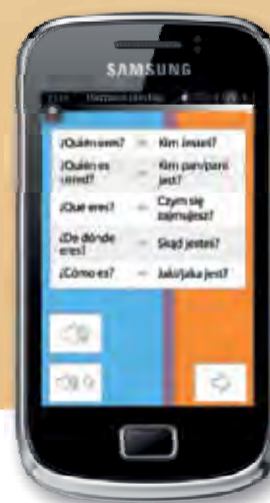 SAMSUNG
¿Quién eres? – Kim jesteś?
¿Quién es – Kim pan/pani
usted? jest?
¿Qué eres? – Czym się
zajmujesz?
¿De dónde – Skąd jesteś?
eres?
¿Cómo es? – Jaki/jaka jest?